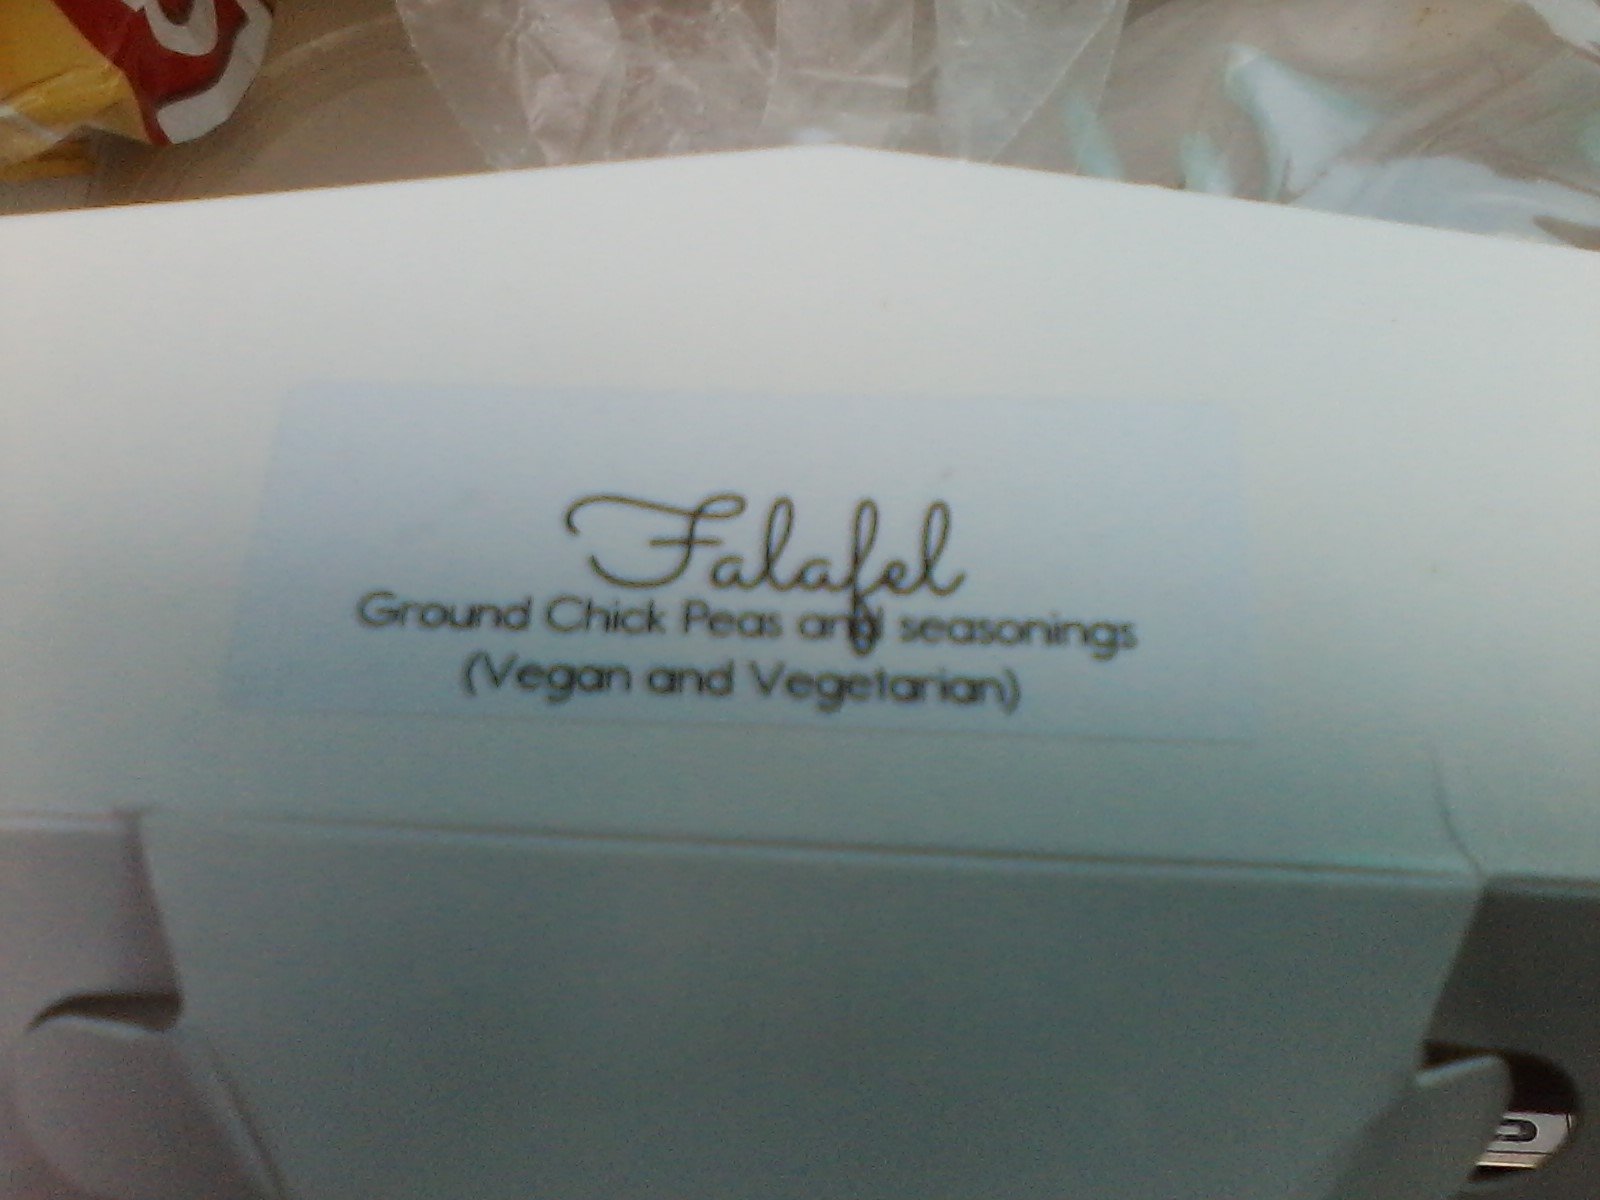 Falafel
Ground Chick Peas and seasonings
(Vegan and Vegetarian)